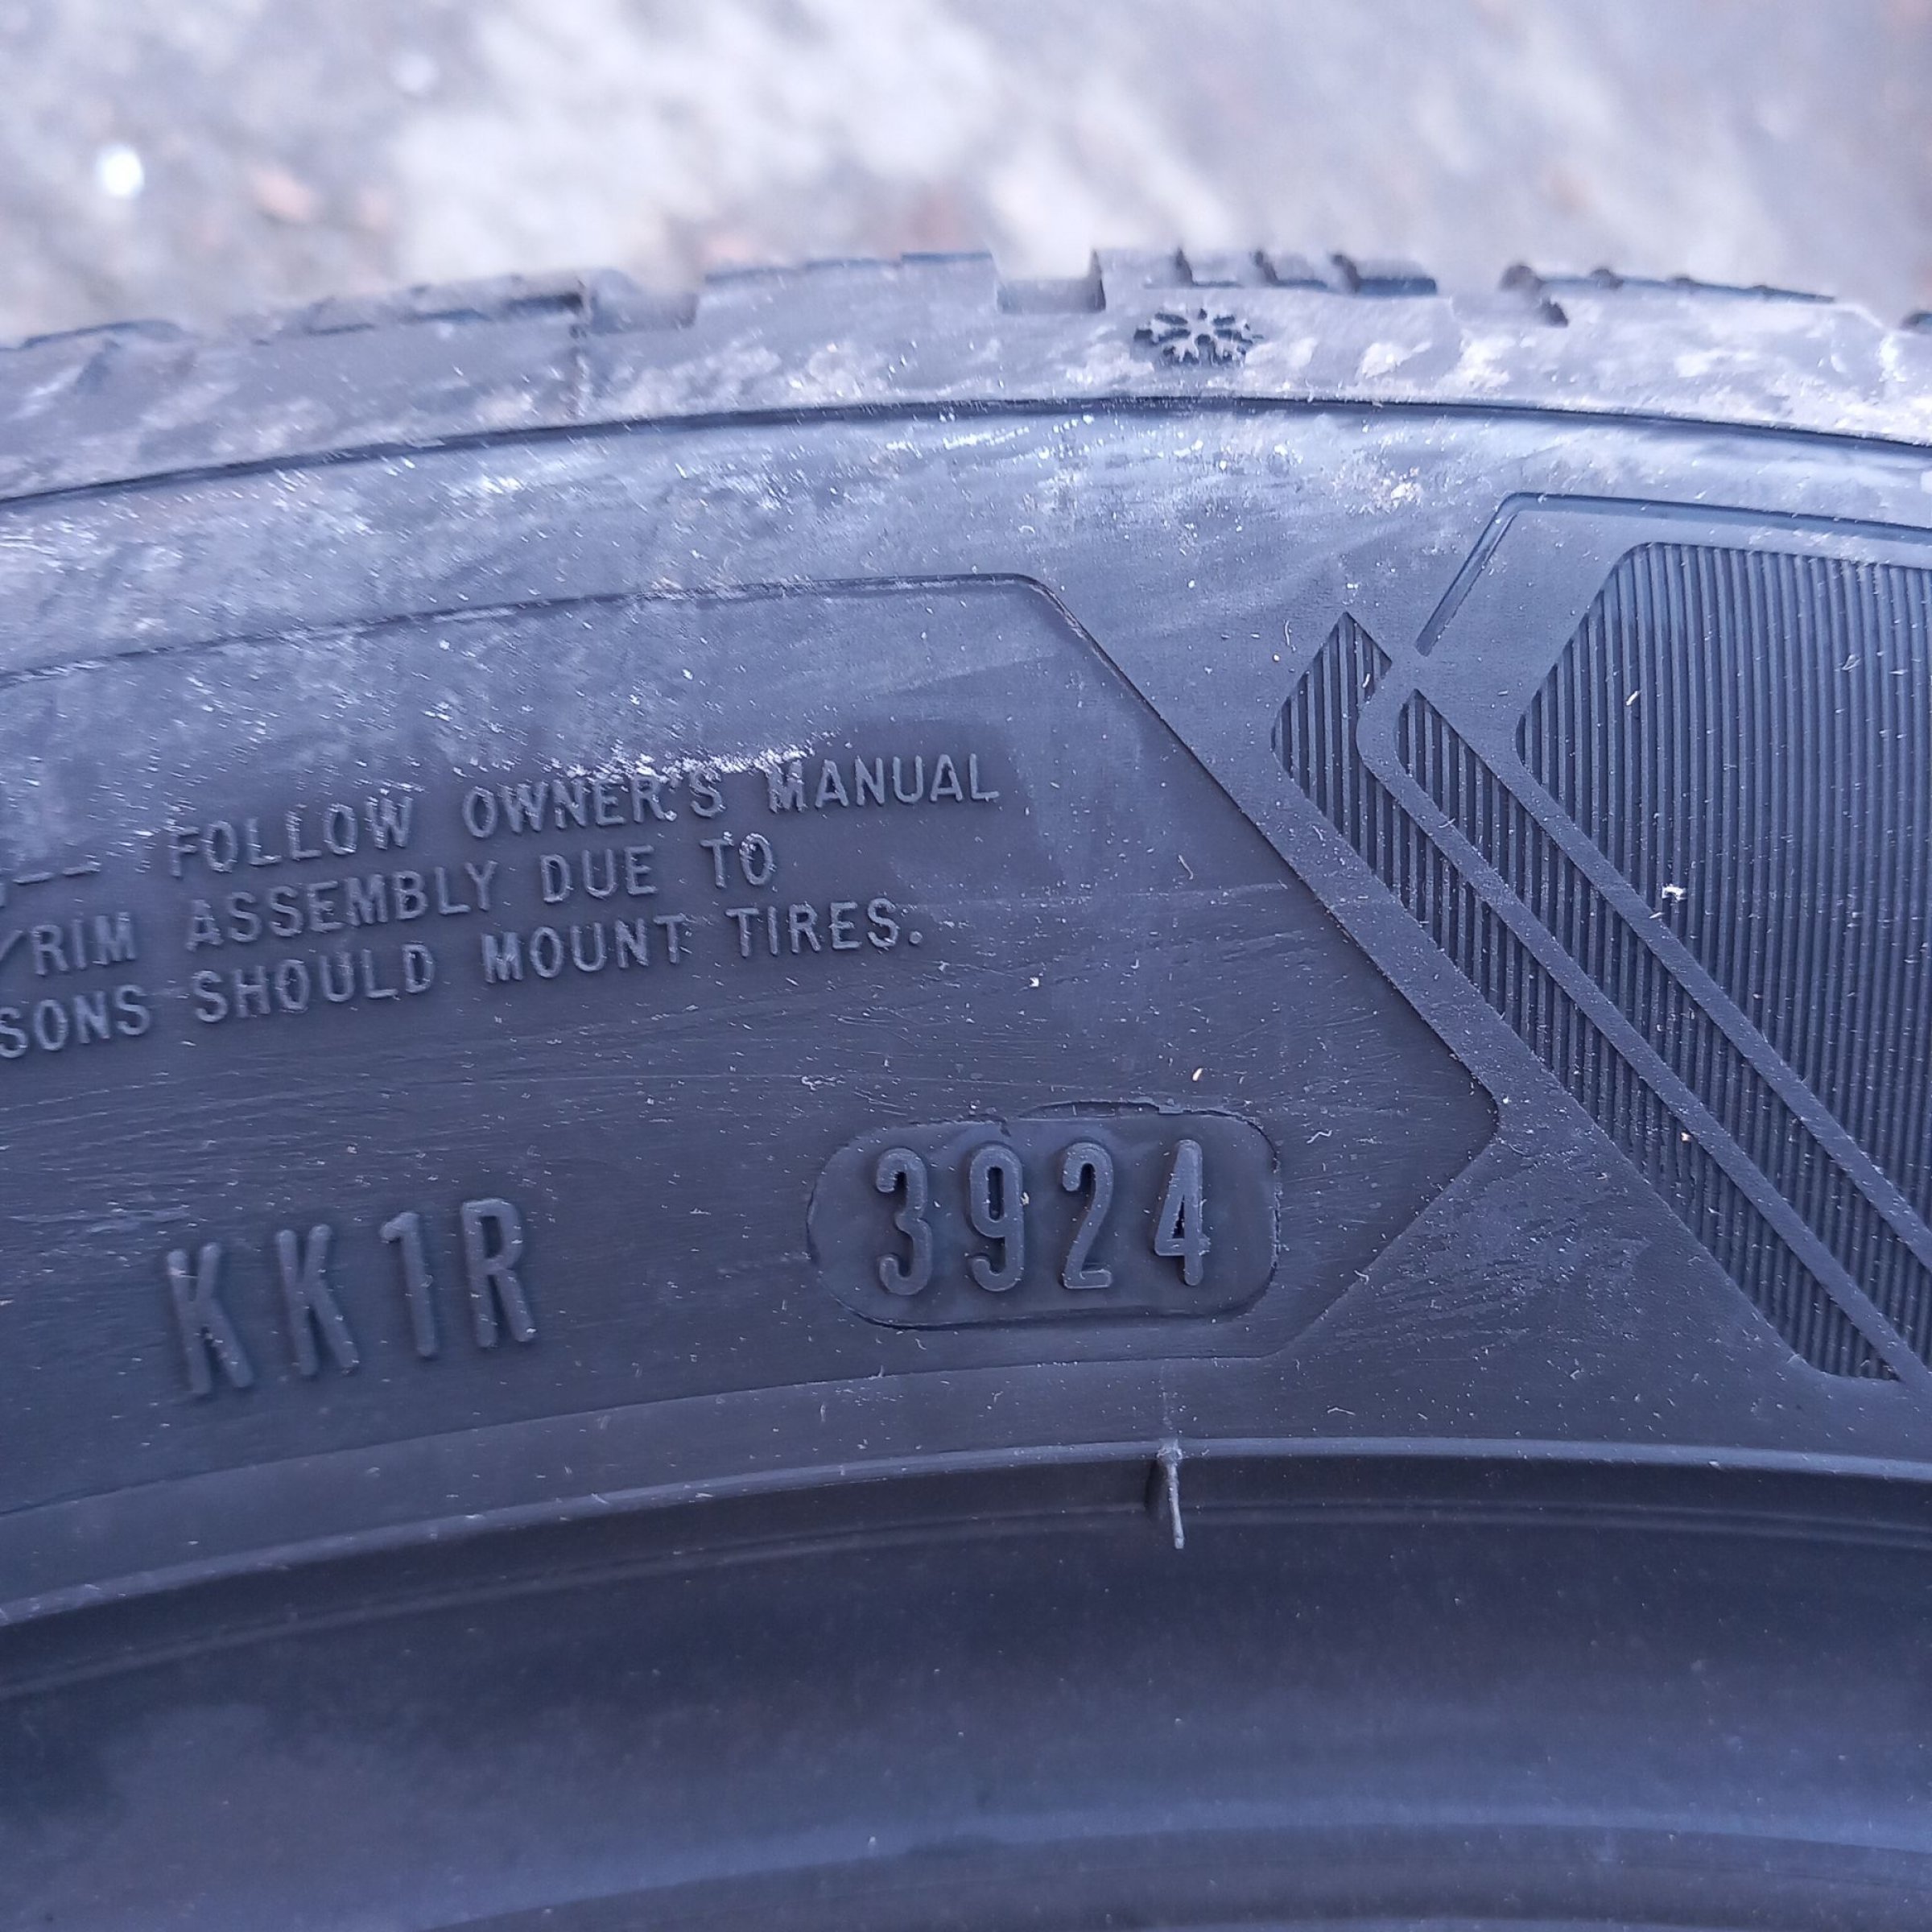 FOLLOW OWNER'S MANUAL
/RIM ASSEMBLY DUE TO
SONS SHOULD MOUNT TIRES.
KK1R 3924